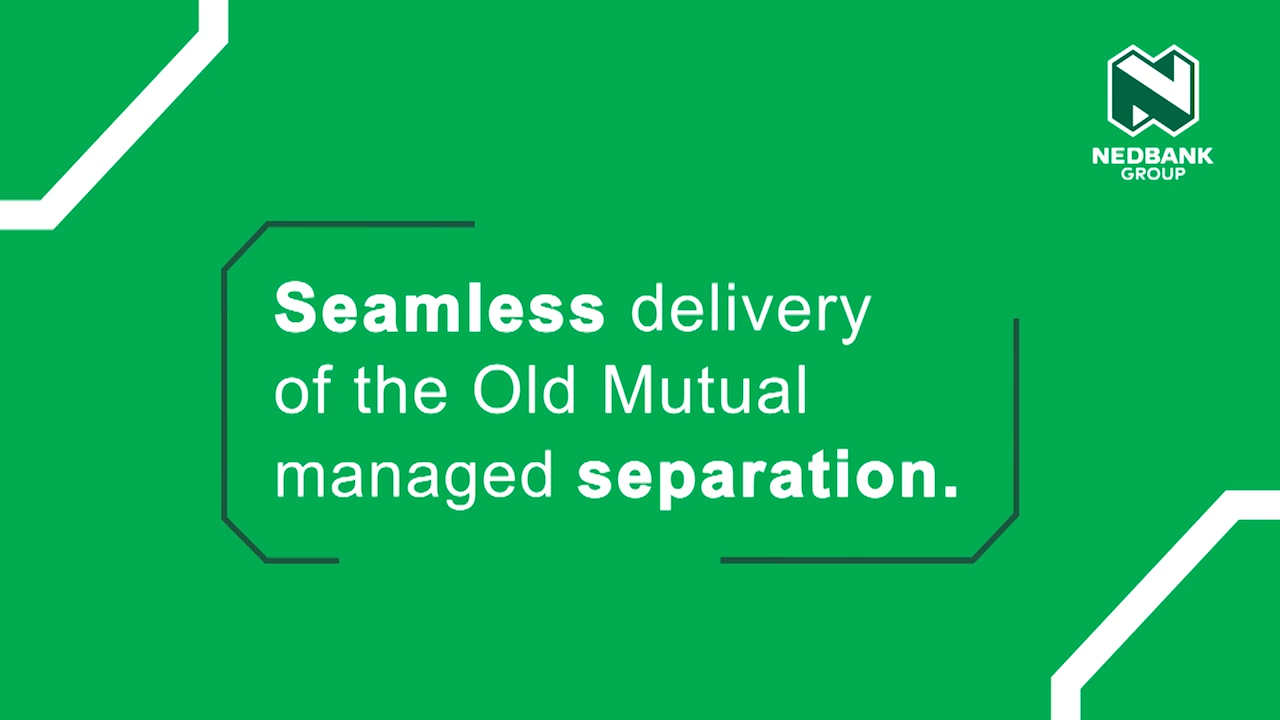 NEDBANK
GROUP
Seamless delivery
of the Old Mutual
managed separation.